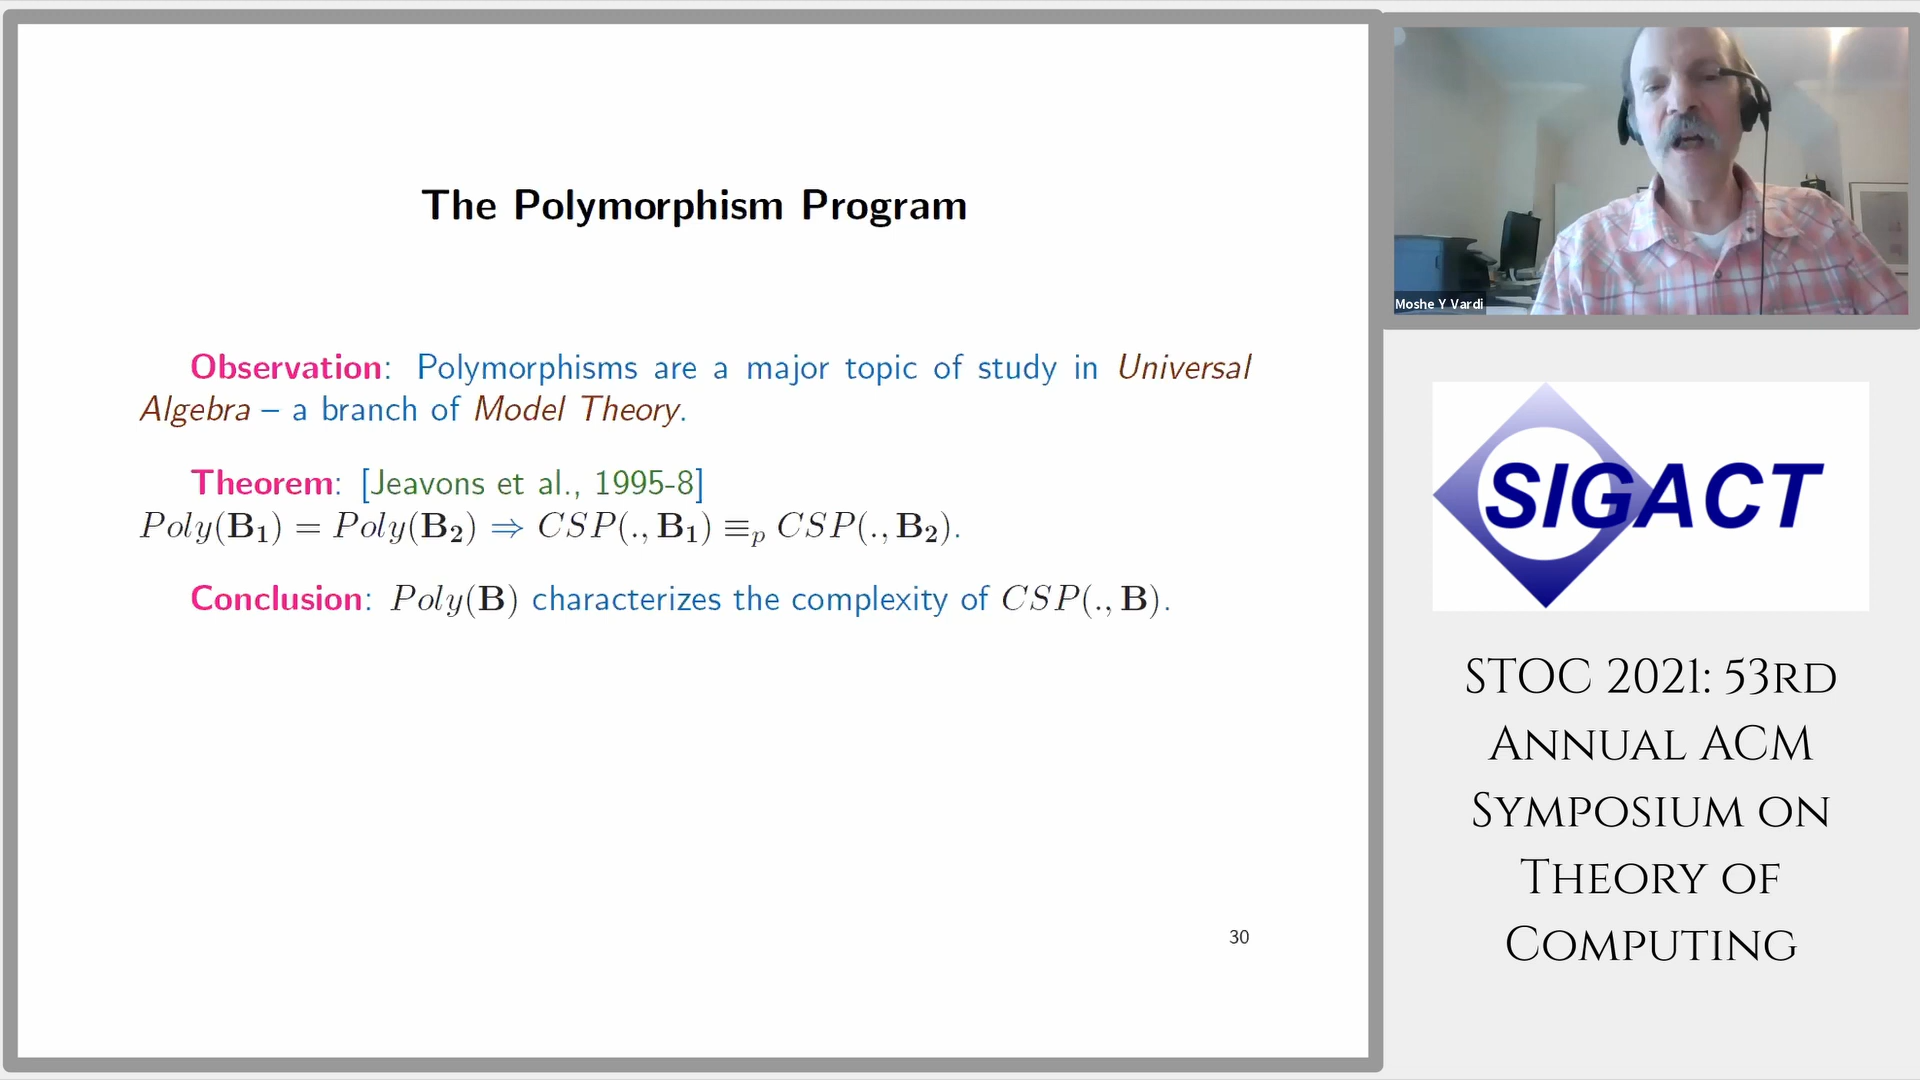 The Polymorphism Program
Observation: Polymorphisms are a major topic of study in Universal
Algebra – a branch of Model Theory.
Theorem: [Jeavons et al., 1995-8]
Poly(B₁) = Poly(B₂) ⇒ CSP(., B₁) ≡ₚ CSP(., B₂).
Conclusion: Poly(B) characterizes the complexity of CSP(., B).
30
Moshe Y Vardi
SIGACT
STOC 2021: 53rd
Annual ACM
Symposium on
Theory of
Computing